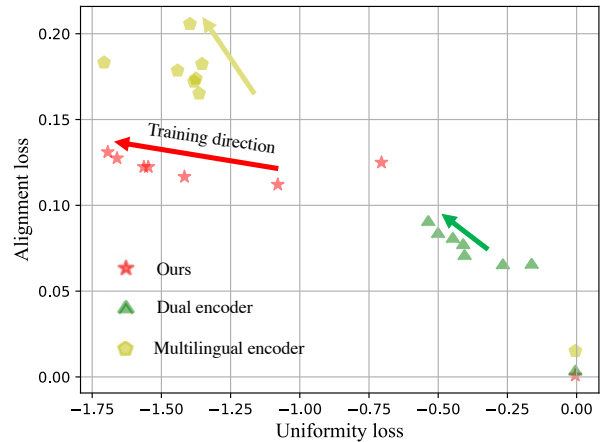 0.20
0.15
0.10
0.05
0.00
Alignment loss
Training direction
Ours
Dual encoder
Multilingual encoder
−1.75 −1.50 −1.25 −1.00 −0.75 −0.50 −0.25 0.00
Uniformity loss